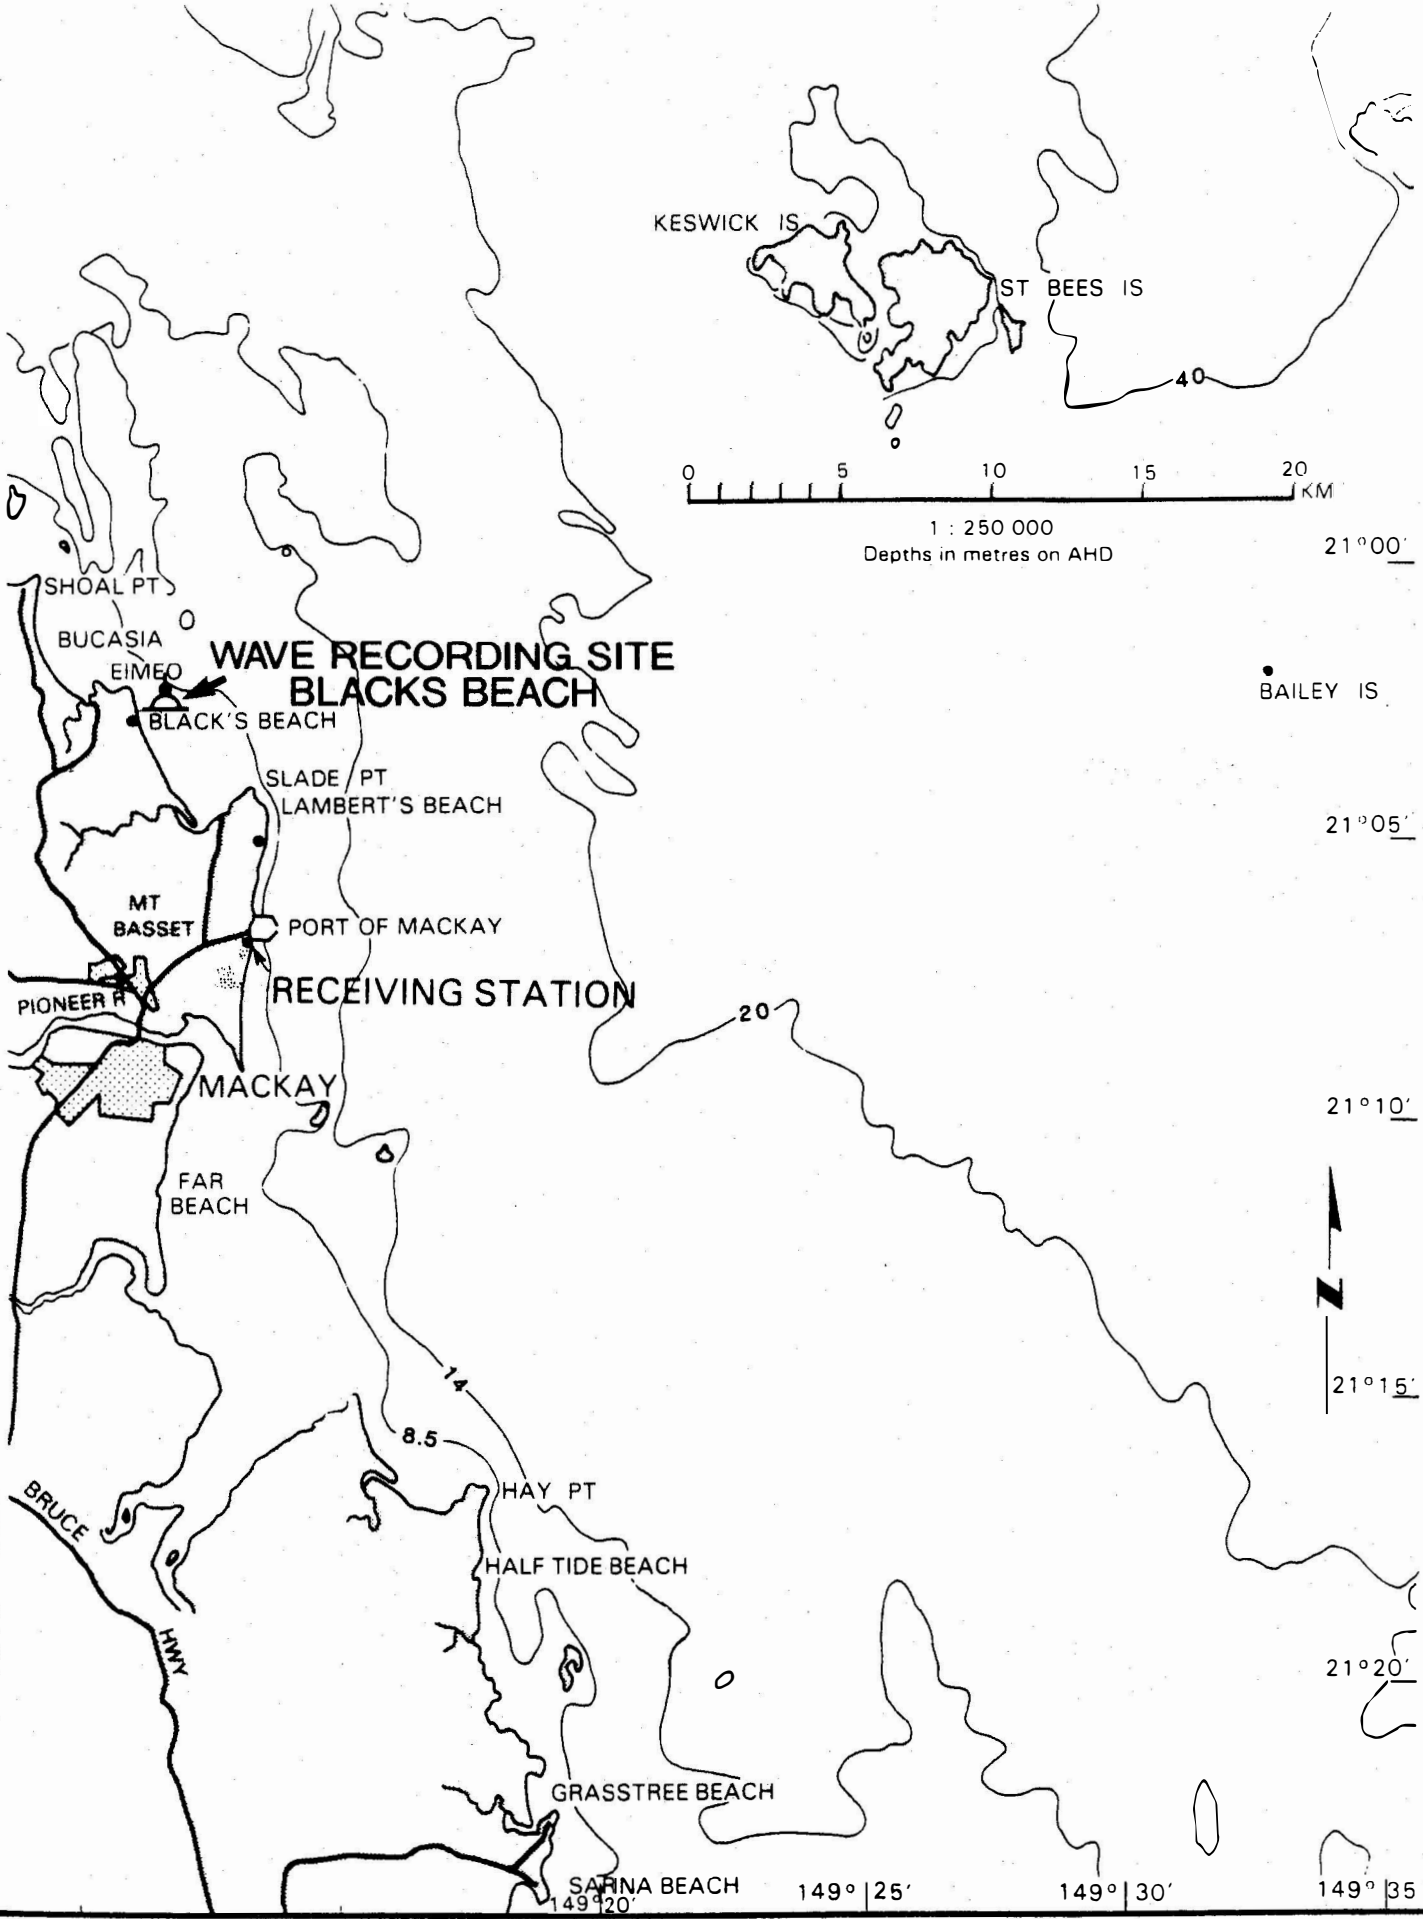 KESWICK IS
ST BEES IS
40
0 5 10 15 20
KM
1 : 250 000
Depths in metres on AHD
21°00'
SHOAL PT
BUCASIA
EIMEO
WAVE RECORDING SITE
BLACKS BEACH
BLACK'S BEACH
BAILEY IS
SLADE PT
LAMBERT'S BEACH
21°05'
MT
BASSET
PORT OF MACKAY
PIONEER R
RECEIVING STATION
20
MACKAY
21°10'
FAR
BEACH
N
14
21°15'
8.5
HAY PT
BRUCE
HALF TIDE BEACH
HWY
21°20'
GRASSTREE BEACH
SARINA BEACH
149°20'
149° 25'
149° 30'
149° 35